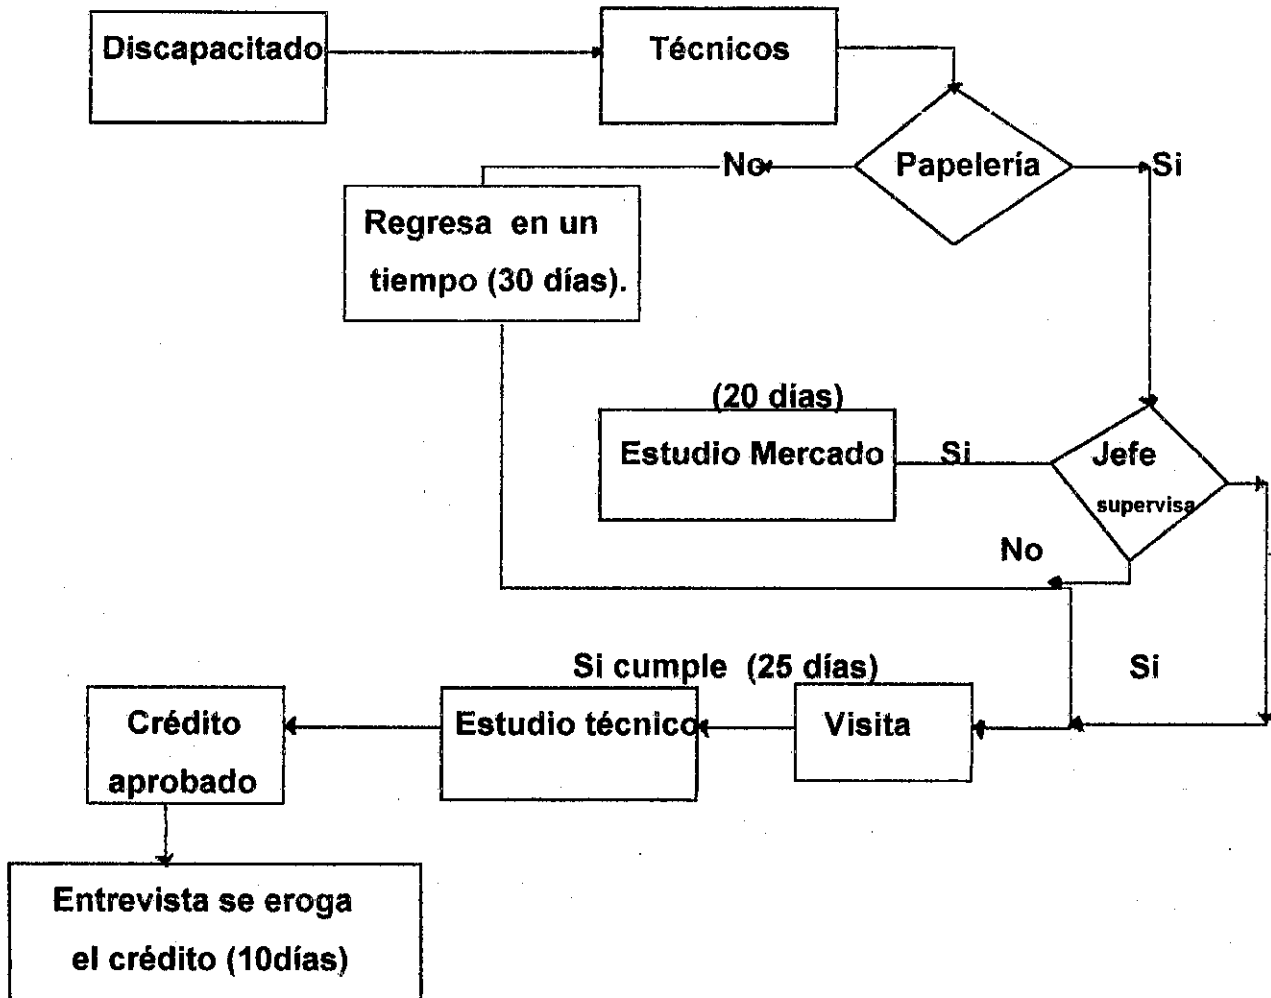 Discapacitado
Técnicos
No
Papelería
Si
Regresa en un
tiempo (30 días).
(20 días)
Estudio Mercado
Si
Jefe
supervisa
No
Si cumple (25 días)
Si
Crédito
aprobado
Estudio técnico
Visita
Entrevista se eroga
el crédito (10días)